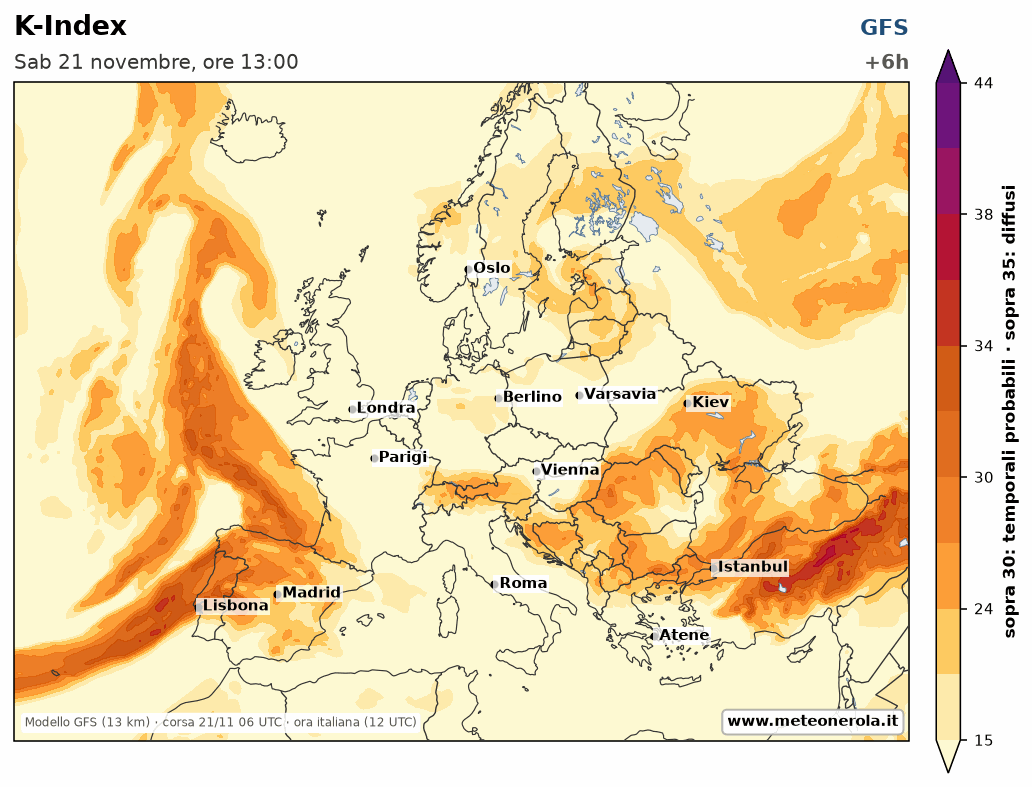 K-Index
GFS
Sab 21 novembre, ore 13:00
+6h
44
38
34
30
24
15
sopra 30: temporali probabili · sopra 35: diffusi
Oslo
Berlino
Varsavia
Londra
Kiev
Parigi
Vienna
Istanbul
Roma
Madrid
Lisbona
Atene
Modello GFS (13 km) · corsa 21/11 06 UTC · ora italiana (12 UTC)
www.meteonerola.it